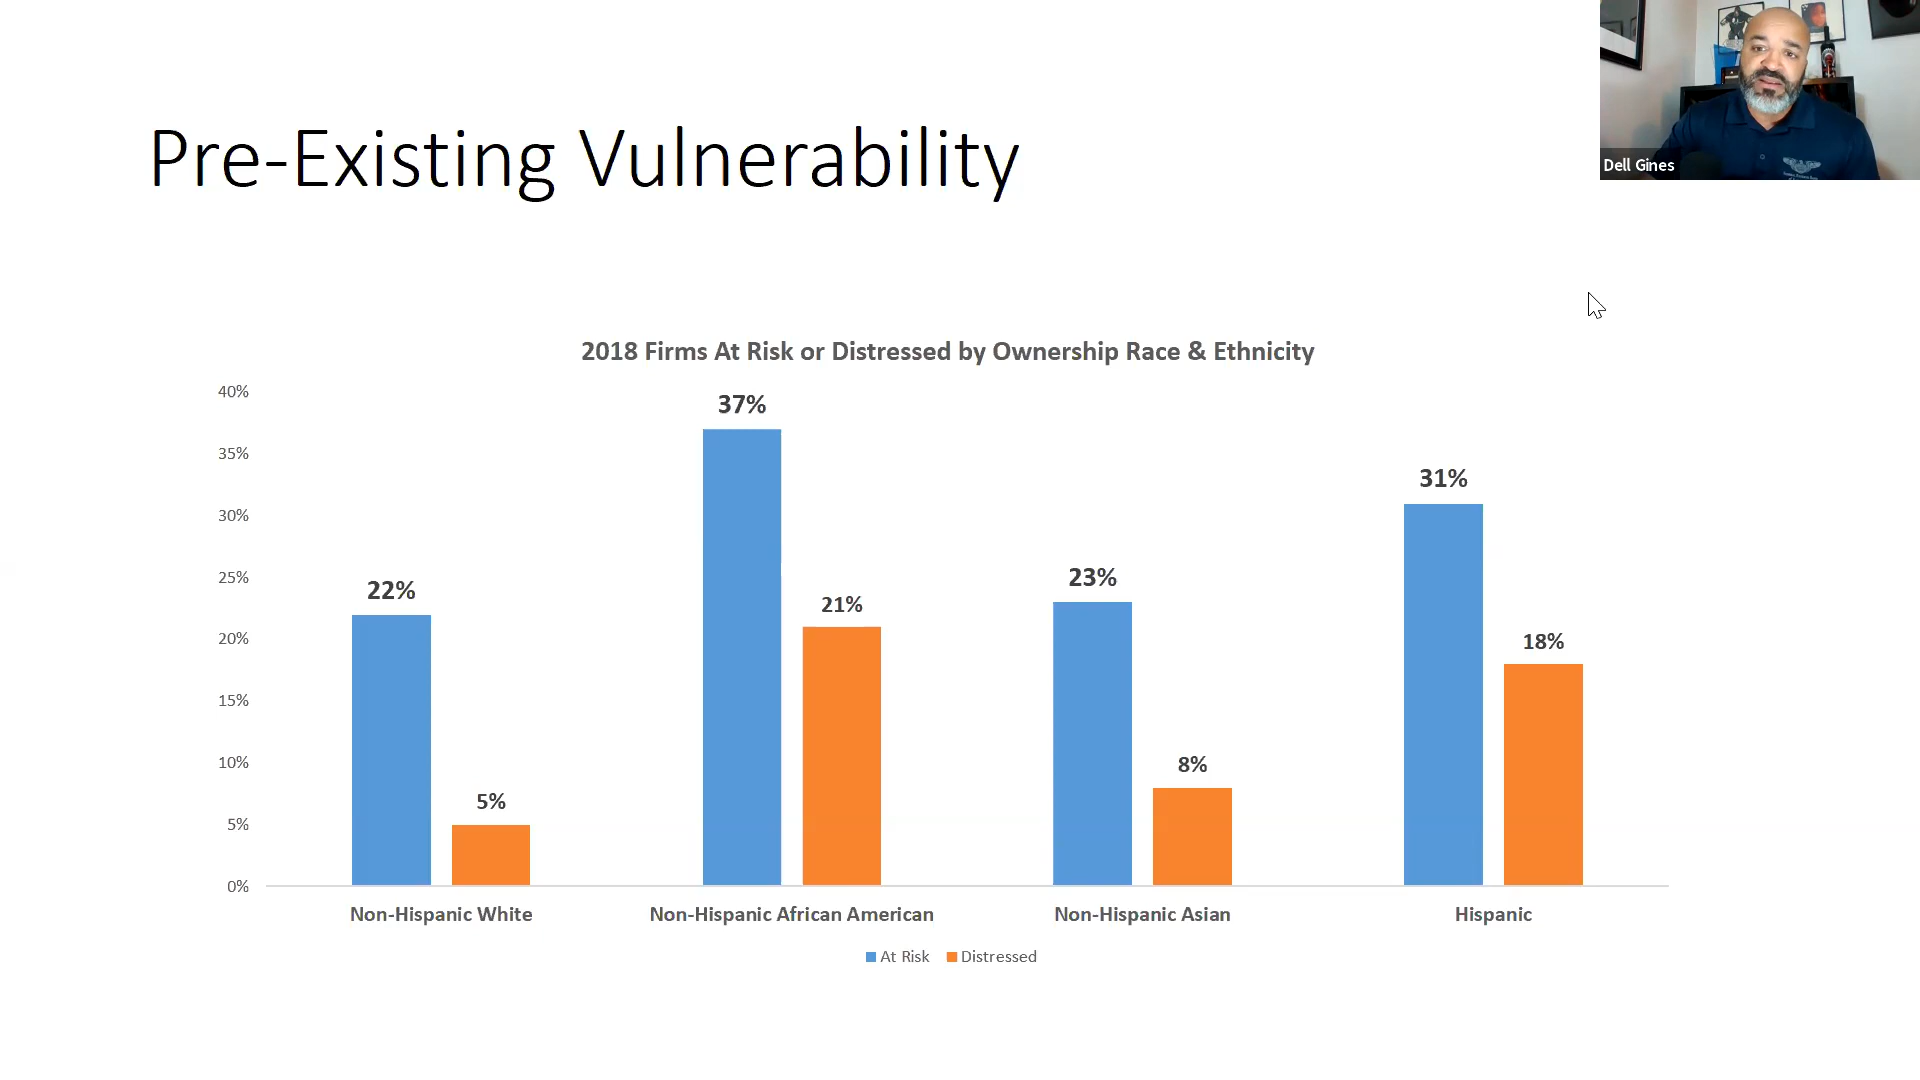 Pre-Existing Vulnerability
Dell Gines
2018 Firms At Risk or Distressed by Ownership Race & Ethnicity
40%
35%
30%
25%
20%
15%
10%
5%
0%
22%
5%
37%
21%
23%
8%
31%
18%
Non-Hispanic White
Non-Hispanic African American
Non-Hispanic Asian
Hispanic
At Risk
Distressed